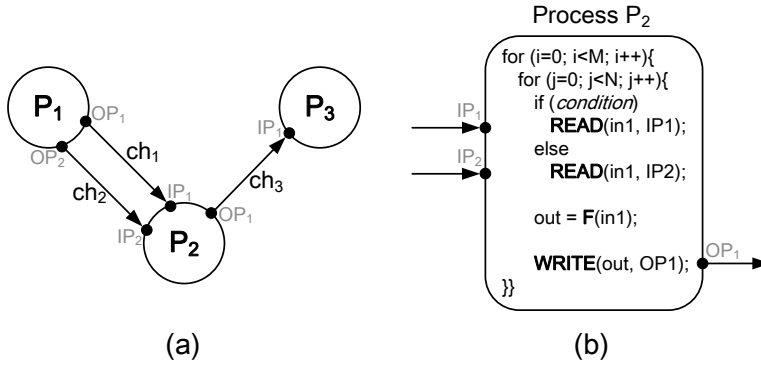 Process P₂
P₁
OP₁
OP₂
ch₁
ch₂
IP₁
IP₂
P₂
OP₁
ch₃
IP₁
P₃
(a)
IP₁
IP₂
for (i=0; i<M; i++){
for (j=0; j<N; j++){
if (condition)
READ(in1, IP1);
else
READ(in1, IP2);
out = F(in1);
WRITE(out, OP1);
}}
OP₁
(b)